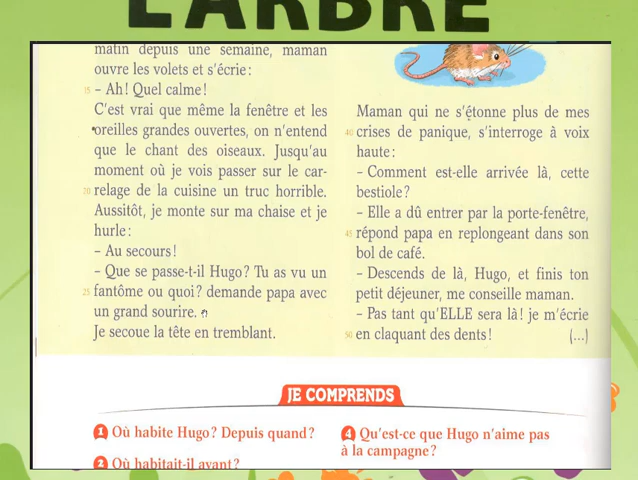 L'ARBRE
matin depuis une semaine, maman
ouvre les volets et s'écrie :
15 – Ah ! Quel calme !
C'est vrai que même la fenêtre et les
oreilles grandes ouvertes, on n'entend
que le chant des oiseaux. Jusqu'au
moment où je vois passer sur le car-
20 relage de la cuisine un truc horrible.
Aussitôt, je monte sur ma chaise et je
hurle :
– Au secours !
– Que se passe-t-il Hugo ? Tu as vu un
25 fantôme ou quoi ? demande papa avec
un grand sourire.
Je secoue la tête en tremblant.
Maman qui ne s'étonne plus de mes
40 crises de panique, s'interroge à voix
haute :
– Comment est-elle arrivée là, cette
bestiole ?
– Elle a dû entrer par la porte-fenêtre,
45 répond papa en replongeant dans son
bol de café.
– Descends de là, Hugo, et finis ton
petit déjeuner, me conseille maman.
– Pas tant qu'ELLE sera là ! je m'écrie
50 en claquant des dents ! (...)
JE COMPRENDS
1 Où habite Hugo ? Depuis quand ?
2 Où habitait-il avant ?
4 Qu'est-ce que Hugo n'aime pas
à la campagne ?